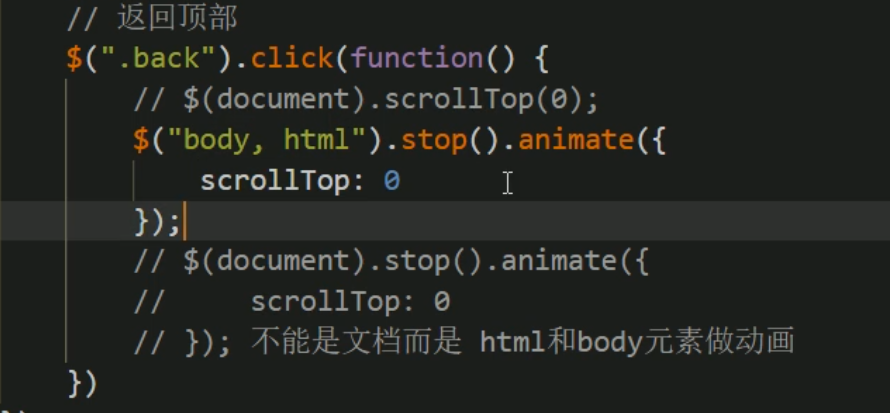 // 返回顶部
$(".back").click(function() {
// $(document).scrollTop(0);
$("body, html").stop().animate({
scrollTop: 0
});
// $(document).stop().animate({
//     scrollTop: 0
// }); 不能是文档而是 html和body元素做动画
})